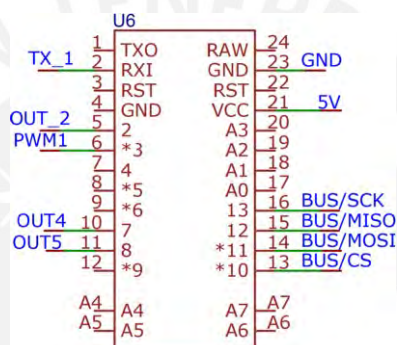 U6
1 TXO RAW 24
TX_1 2 RXI GND 23 GND
3 RST RST 22
4 GND VCC 21 5V
OUT_2 5 2 A3 20
PWM1 6 *3 A2 19
7 4 A1 18
8 *5 A0 17
9 *6 13 16 BUS/SCK
OUT4 10 7 12 15 BUS/MISO
OUT5 11 8 *11 14 BUS/MOSI
12 *9 *10 13 BUS/CS
A4 A4 A7 A7
A5 A5 A6 A6